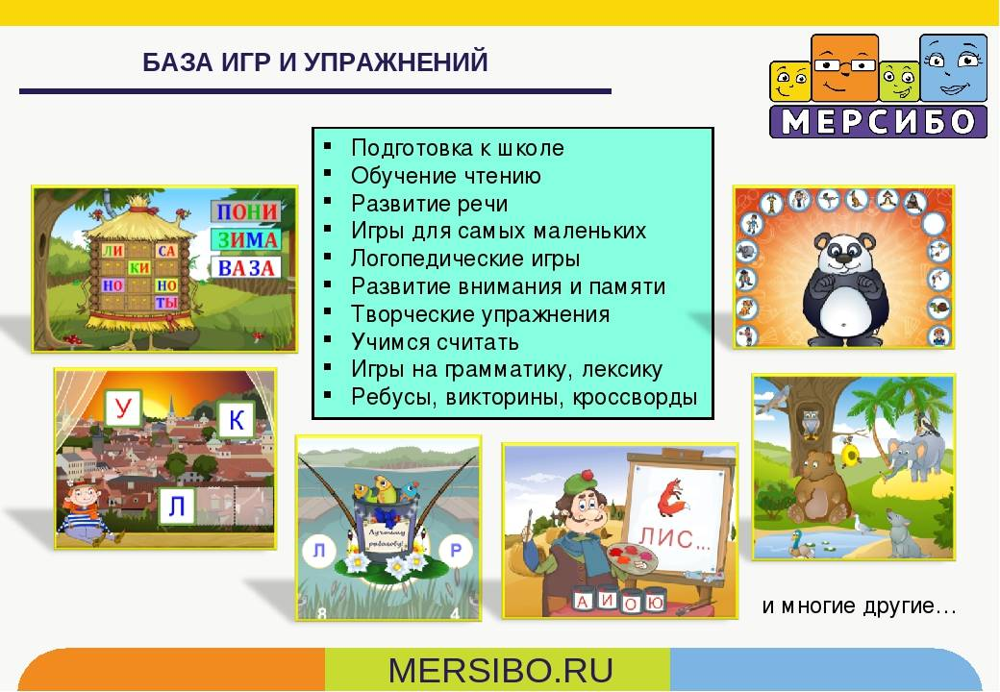 БАЗА ИГР И УПРАЖНЕНИЙ
МЕРСИБО
Подготовка к школе
Обучение чтению
Развитие речи
Игры для самых маленьких
Логопедические игры
Развитие внимания и памяти
Творческие упражнения
Учимся считать
Игры на грамматику, лексику
Ребусы, викторины, кроссворды
ПОНИ
ЗИМА
ВАЗА
ЛИ СА
КИ
НО НО
ТЫ
У
К
Л
Лучшему
рыболову!
Л Р
8 4
ЛИС...
А И О Ю
и многие другие…
MERSIBO.RU